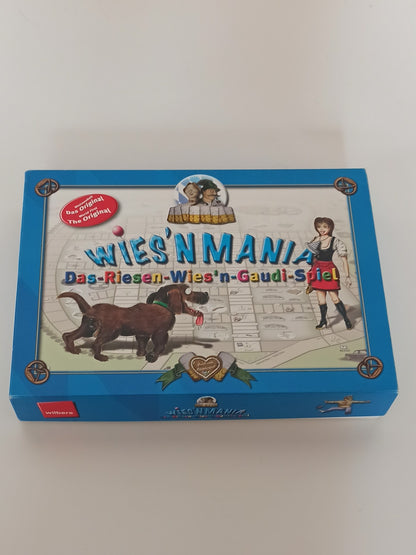 Das Original
The Original
WIES'NMANIA
Das-Riesen-Wies'n-Gaudi-Spiel
wilbers
WIES'NMANIA